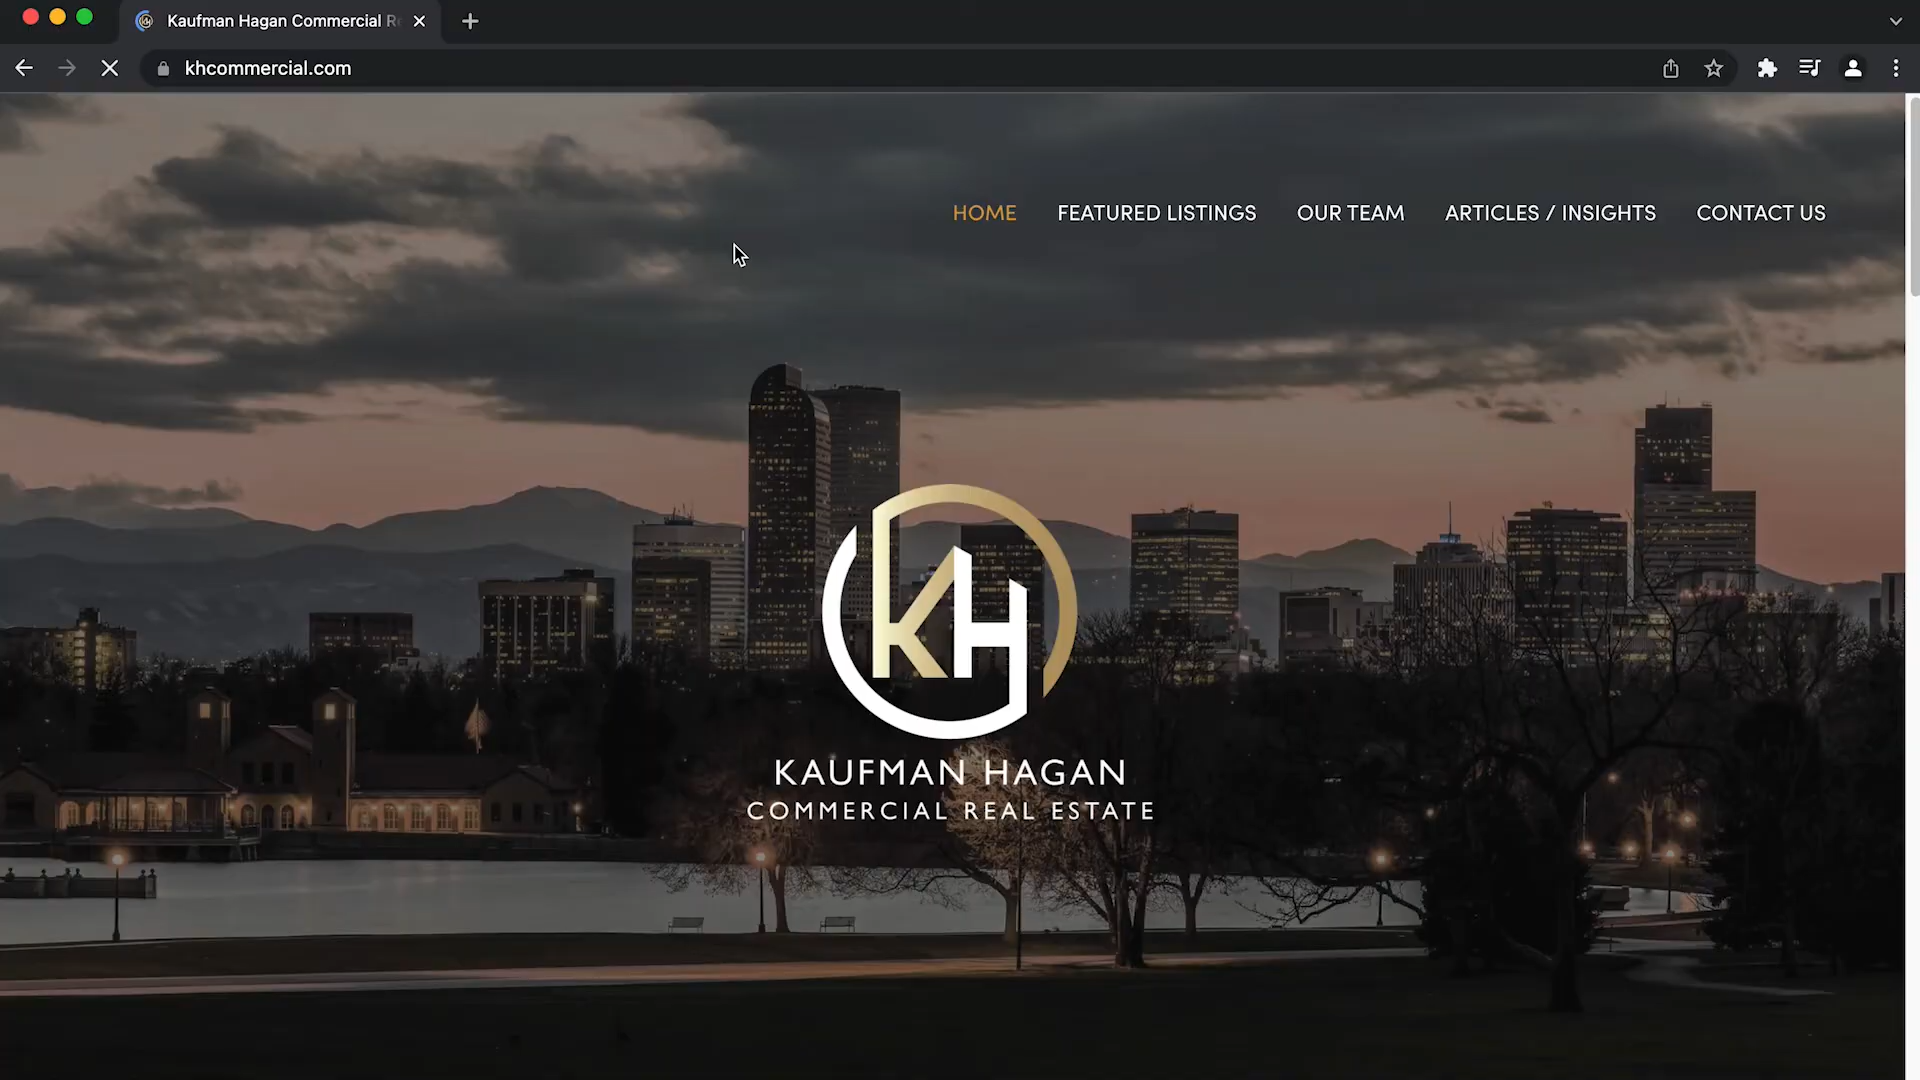 Kaufman Hagan Commercial R
khcommercial.com
HOME FEATURED LISTINGS OUR TEAM ARTICLES / INSIGHTS CONTACT US
KH
KAUFMAN HAGAN
COMMERCIAL REAL ESTATE